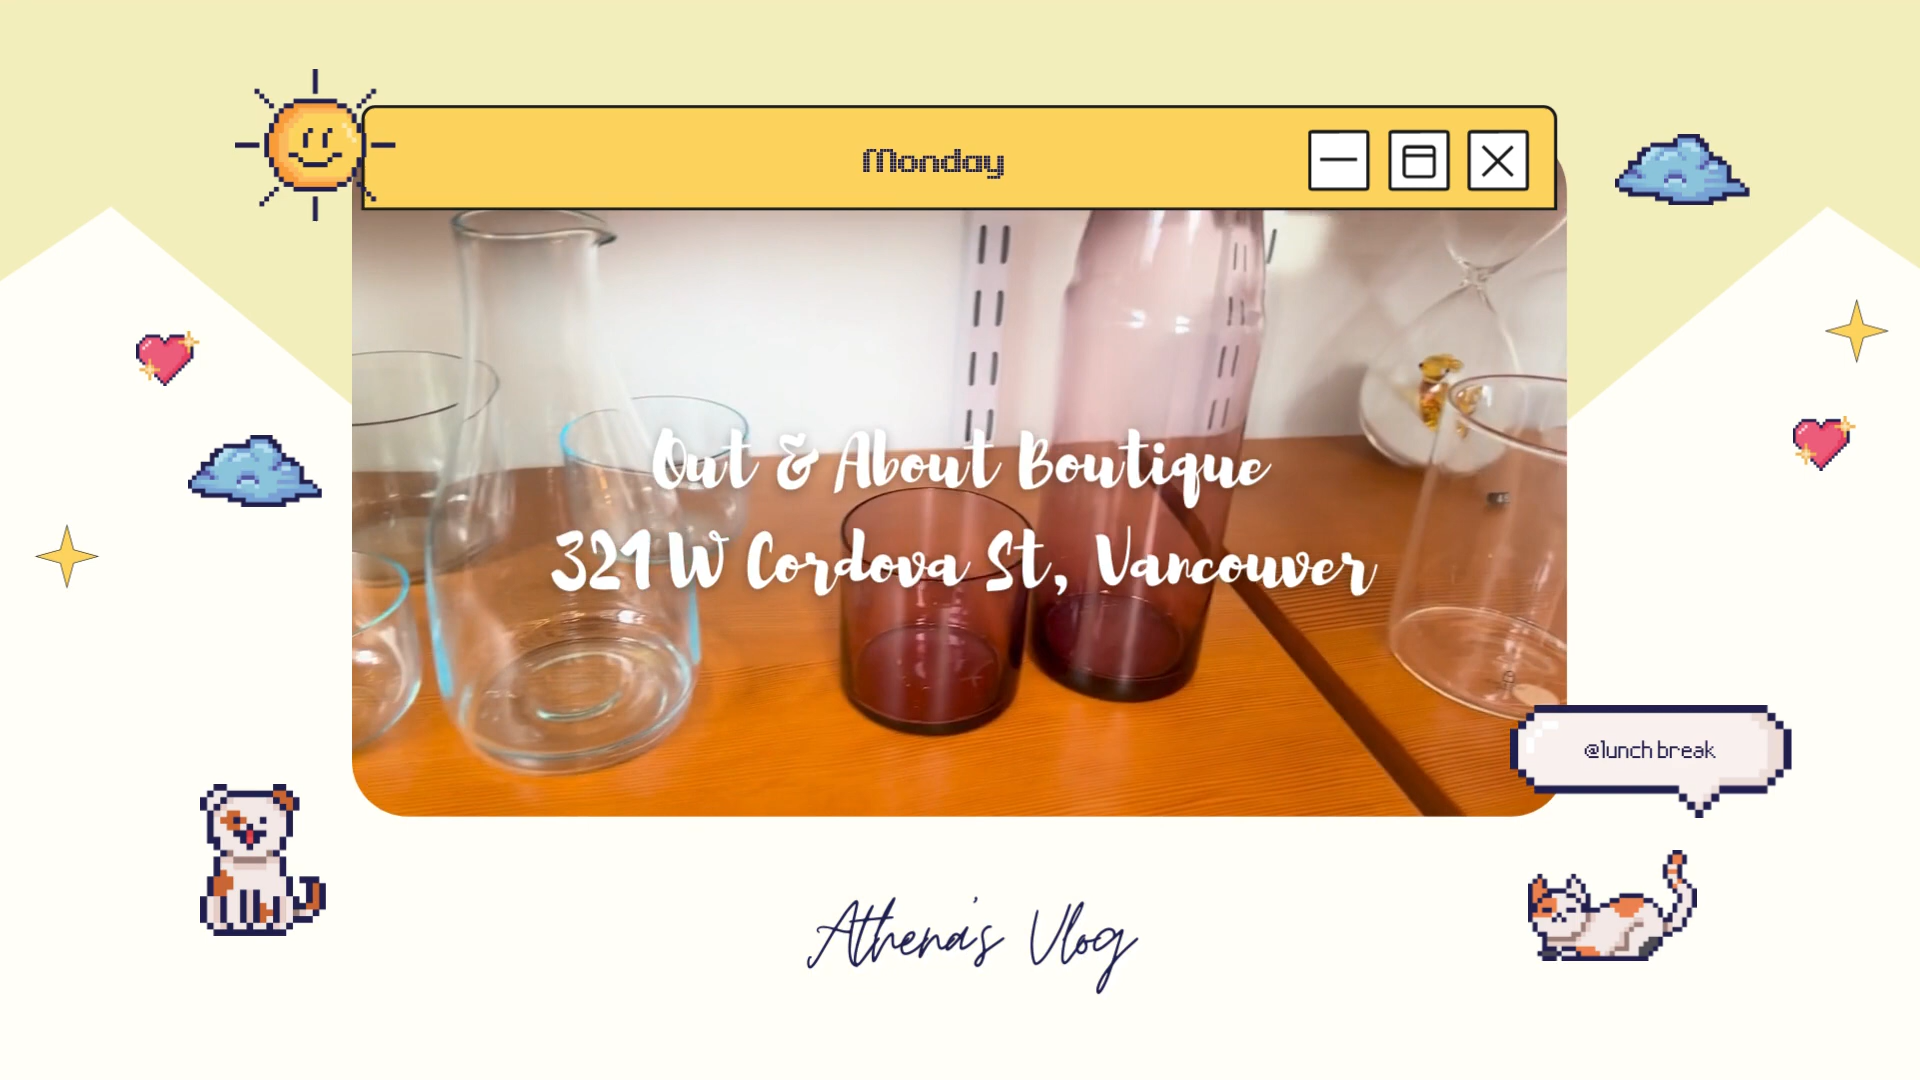 Monday
Out & About Boutique
321 W Cordova St, Vancouver
@lunch break
Athena's Vlog